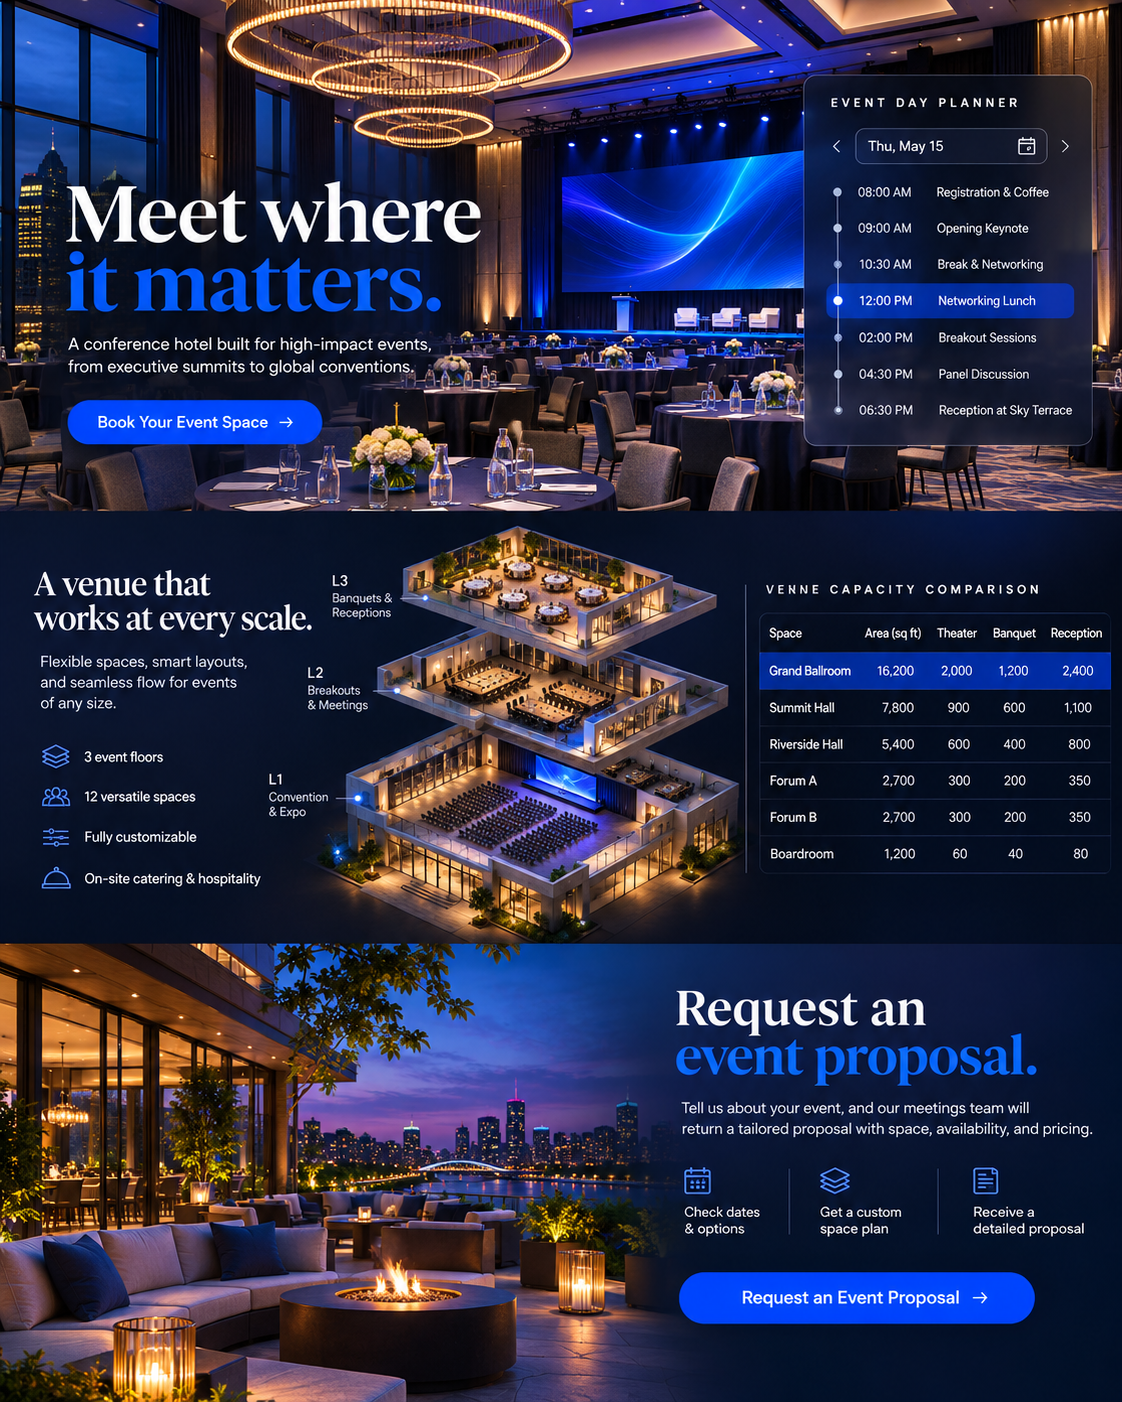 Meet where
it matters.
A conference hotel built for high-impact events,
from executive summits to global conventions.
Book Your Event Space
EVENT DAY PLANNER
Thu, May 15
08:00 AM Registration & Coffee
09:00 AM Opening Keynote
10:30 AM Break & Networking
12:00 PM Networking Lunch
02:00 PM Breakout Sessions
04:30 PM Panel Discussion
06:30 PM Reception at Sky Terrace
A venue that
works at every scale.
Flexible spaces, smart layouts,
and seamless flow for events
of any size.
3 event floors
12 versatile spaces
Fully customizable
On-site catering & hospitality
L3
Banquets &
Receptions
L2
Breakouts
& Meetings
L1
Convention
& Expo
VENNE CAPACITY COMPARISON
Space Area (sq ft) Theater Banquet Reception
Grand Ballroom 16,200 2,000 1,200 2,400
Summit Hall 7,800 900 600 1,100
Riverside Hall 5,400 600 400 800
Forum A 2,700 300 200 350
Forum B 2,700 300 200 350
Boardroom 1,200 60 40 80
Request an
event proposal.
Tell us about your event, and our meetings team will
return a tailored proposal with space, availability, and pricing.
Check dates
& options
Get a custom
space plan
Receive a
detailed proposal
Request an Event Proposal